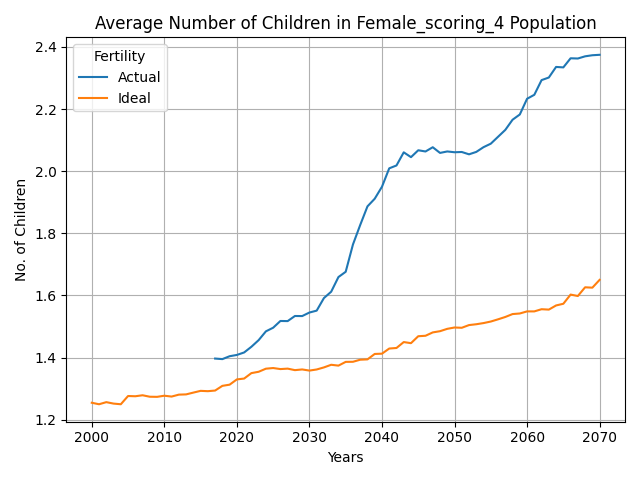 Average Number of Children in Female_scoring_4 Population
Fertility
Actual
Ideal
No. of Children
2.4
2.2
2.0
1.8
1.6
1.4
1.2
2000 2010 2020 2030 2040 2050 2060 2070
Years